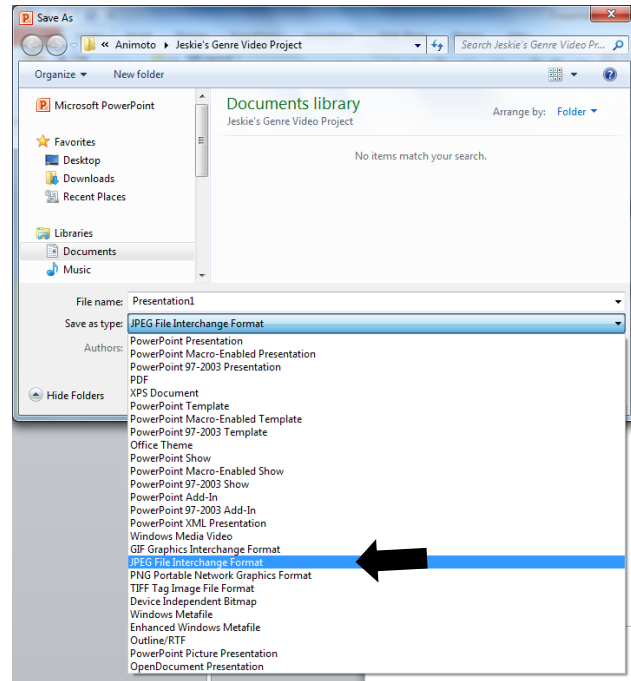 Save As
« Animoto ▸ Jeskie's Genre Video Project
Search Jeskie's Genre Video Pr...
Organize
New folder
Microsoft PowerPoint
Favorites
Desktop
Downloads
Recent Places
Libraries
Documents
Music
Documents library
Jeskie's Genre Video Project
Arrange by: Folder
No items match your search.
File name: Presentation1
Save as type: JPEG File Interchange Format
Authors:
Hide Folders
PowerPoint Presentation
PowerPoint Macro-Enabled Presentation
PowerPoint 97-2003 Presentation
PDF
XPS Document
PowerPoint Template
PowerPoint Macro-Enabled Template
PowerPoint 97-2003 Template
Office Theme
PowerPoint Show
PowerPoint Macro-Enabled Show
PowerPoint 97-2003 Show
PowerPoint Add-In
PowerPoint 97-2003 Add-In
PowerPoint XML Presentation
Windows Media Video
GIF Graphics Interchange Format
JPEG File Interchange Format
PNG Portable Network Graphics Format
TIFF Tag Image File Format
Device Independent Bitmap
Windows Metafile
Enhanced Windows Metafile
Outline/RTF
PowerPoint Picture Presentation
OpenDocument Presentation